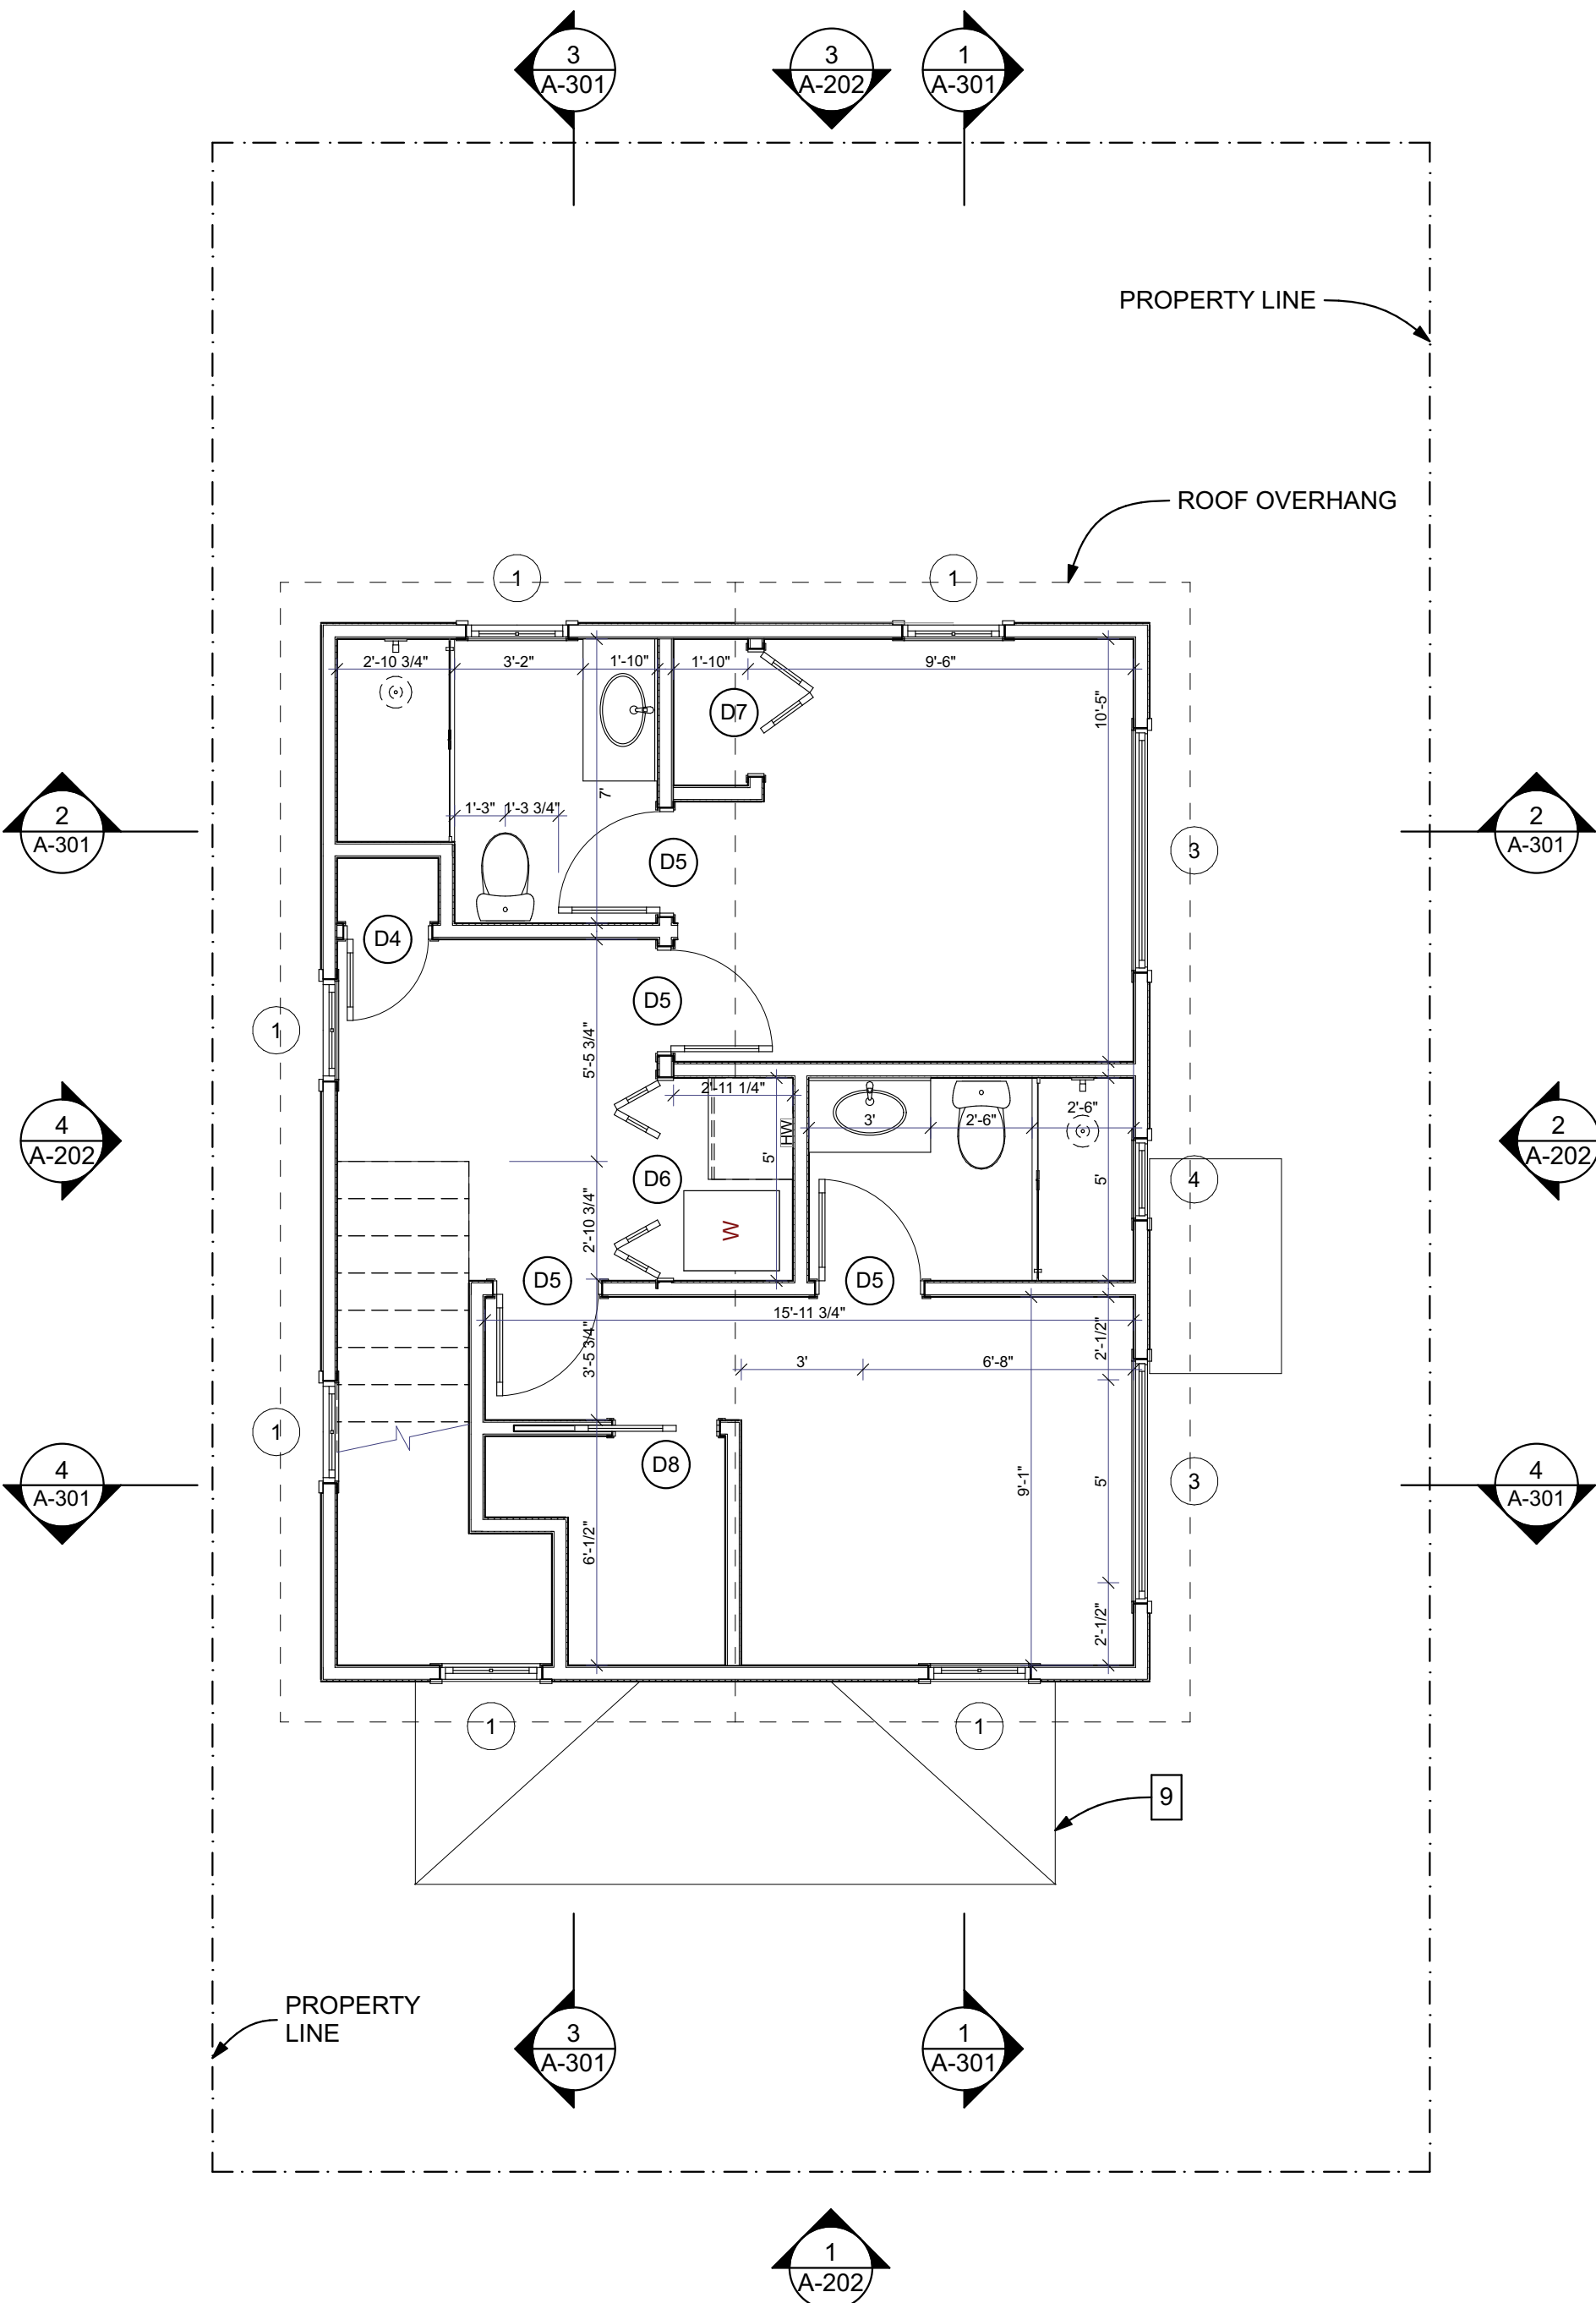 3
A-301
3
A-202
1
A-301
PROPERTY LINE
ROOF OVERHANG
1
1
2'-10 3/4"
3'-2"
1'-10"
1'-10"
9'-6"
D7
10'-5"
7'
1'-3"
1'-3 3/4"
2
A-301
2
A-301
3
D5
D4
D5
1
5'-5 3/4"
2'-11 1/4"
HW
5'
3'
2'-6"
2'-6"
4
A-202
2
A-202
D6
4
5'
W
2'-10 3/4"
D5
D5
15'-11 3/4"
3'-5 3/4"
2'-1/2"
3'
6'-8"
1
D8
9'-1"
5'
3
4
A-301
4
A-301
6'-1/2"
2'-1/2"
1
1
9
PROPERTY
LINE
3
A-301
1
A-301
1
A-202